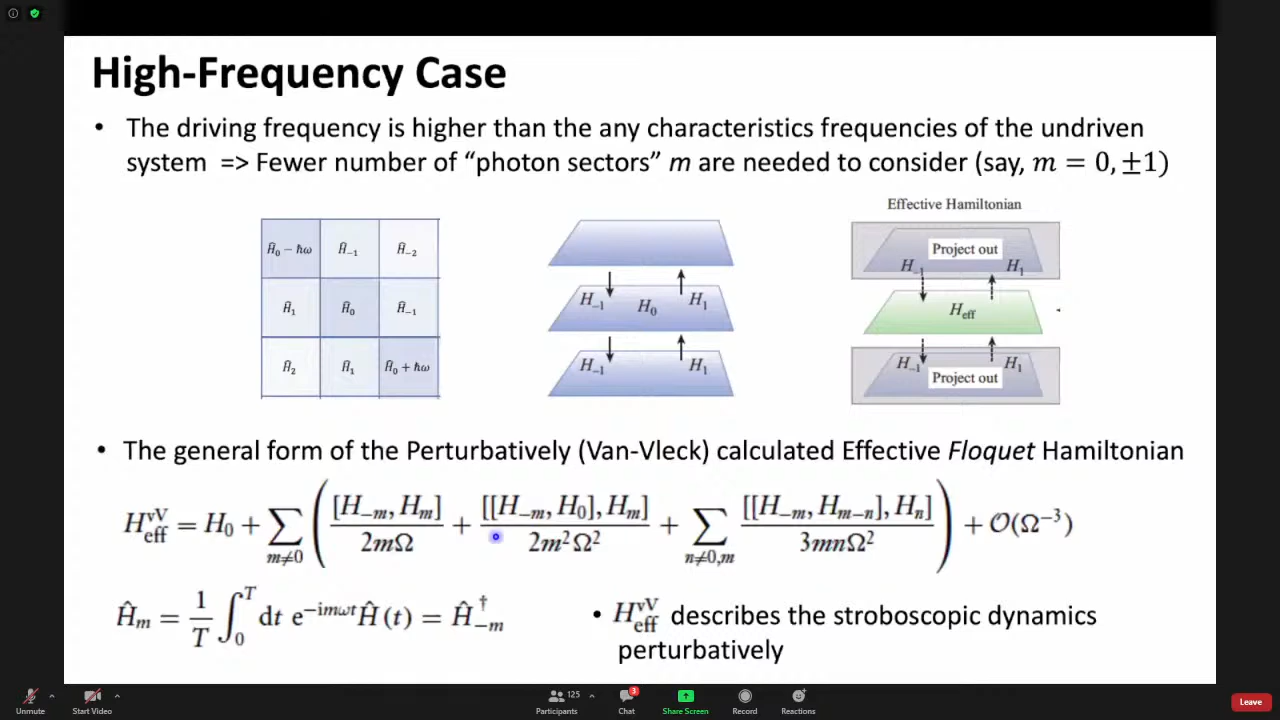 High-Frequency Case
• The driving frequency is higher than the any characteristics frequencies of the undriven
system => Fewer number of “photon sectors” m are needed to consider (say, m = 0, ±1)
Effective Hamiltonian
Ĥ₀ − ħω Ĥ₋₁ Ĥ₋₂
Ĥ₁ Ĥ₀ Ĥ₋₁
Ĥ₂ Ĥ₁ Ĥ₀ + ħω
H₋₁ H₀ H₁
H₋₁ H₁
Project out
H₋₁ H₁
H_eff
H₋₁ H₁
Project out
• The general form of the Perturbatively (Van-Vleck) calculated Effective Floquet Hamiltonian
H_eff^vV = H₀ + ∑_{m≠0} ( [H₋ₘ, Hₘ] / 2mΩ + [[H₋ₘ, H₀], Hₘ] / 2m²Ω² + ∑_{n≠0,m} [[H₋ₘ, Hₘ₋ₙ], Hₙ] / 3mnΩ² ) + O(Ω⁻³)
Ĥₘ = 1/T ∫₀ᵀ dt e^{−imωt} Ĥ(t) = Ĥ₋ₘ†
• H_eff^vV describes the stroboscopic dynamics
perturbatively
Unmute
Start Video
125
Participants
3
Chat
Share Screen
Record
Reactions
Leave